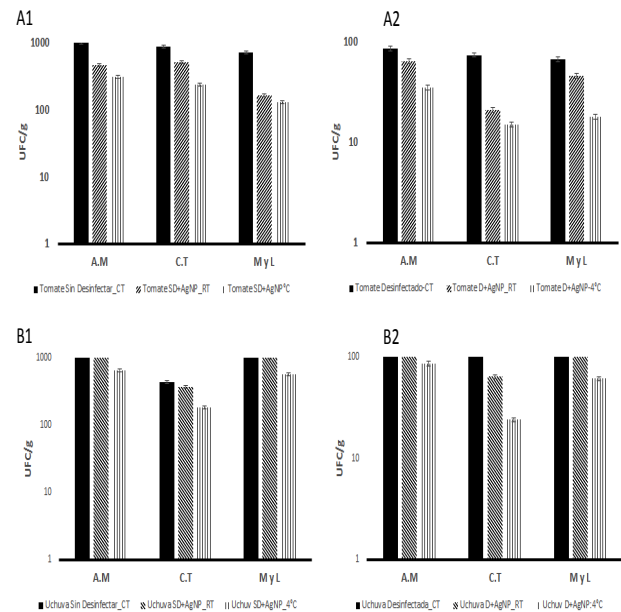 A1
UFC/g
1000
100
10
1
A.M C.T M y L
Tomate Sin Desinfectar_CT Tomate SD+AgNP_RT Tomate SD+AgNP°C
A2
UFC/g
100
10
1
A.M C.T M y L
Tomate Desinfectado-CT Tomate D+AgNP_RT Tomate D+AgNP-4°C
B1
UFC/g
1000
100
10
1
A.M C.T M y L
Uchuva Sin Desinfectar_CT Uchuva SD+AgNP_RT Uchuv SD+AgNP_4°C
B2
UFC/g
100
10
1
A.M C.T M y L
Uchuva Desinfectada_CT Uchuva D+AgNP_RT Uchuv D+AgNP:4°C